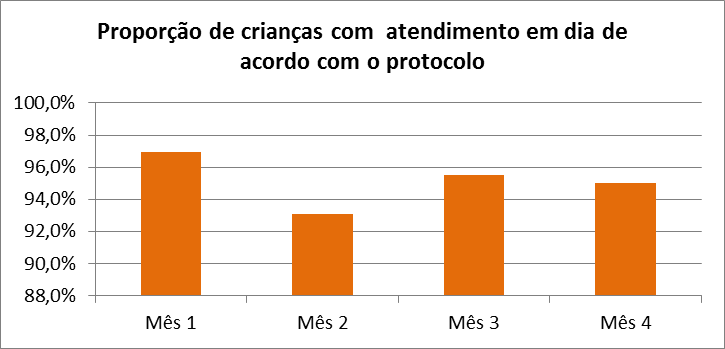 Proporção de crianças com  atendimento em dia de
acordo com o protocolo
100,0%
98,0%
96,0%
94,0%
92,0%
90,0%
88,0%
Mês 1
Mês 2
Mês 3
Mês 4